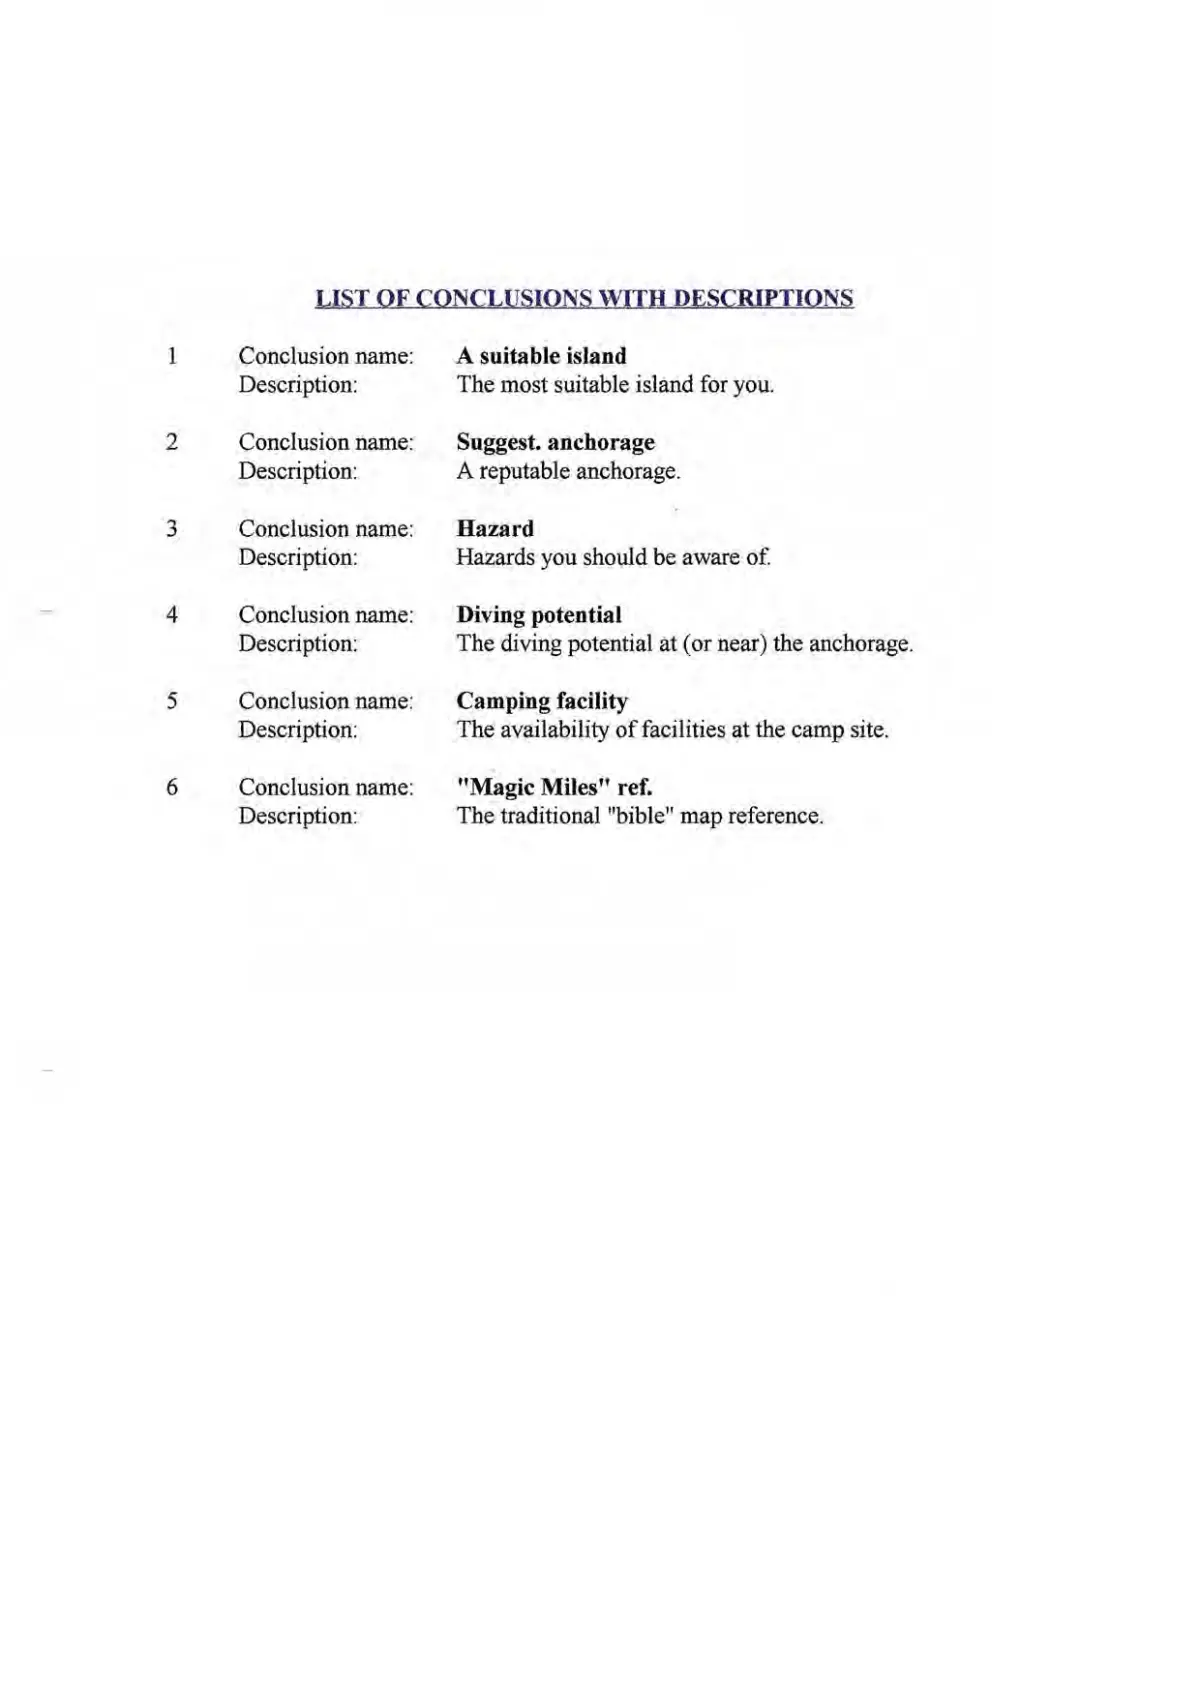 LIST OF CONCLUSIONS WITH DESCRIPTIONS
1 Conclusion name: A suitable island
Description: The most suitable island for you.
2 Conclusion name: Suggest. anchorage
Description: A reputable anchorage.
3 Conclusion name: Hazard
Description: Hazards you should be aware of.
4 Conclusion name: Diving potential
Description: The diving potential at (or near) the anchorage.
5 Conclusion name: Camping facility
Description: The availability of facilities at the camp site.
6 Conclusion name: "Magic Miles" ref.
Description: The traditional "bible" map reference.